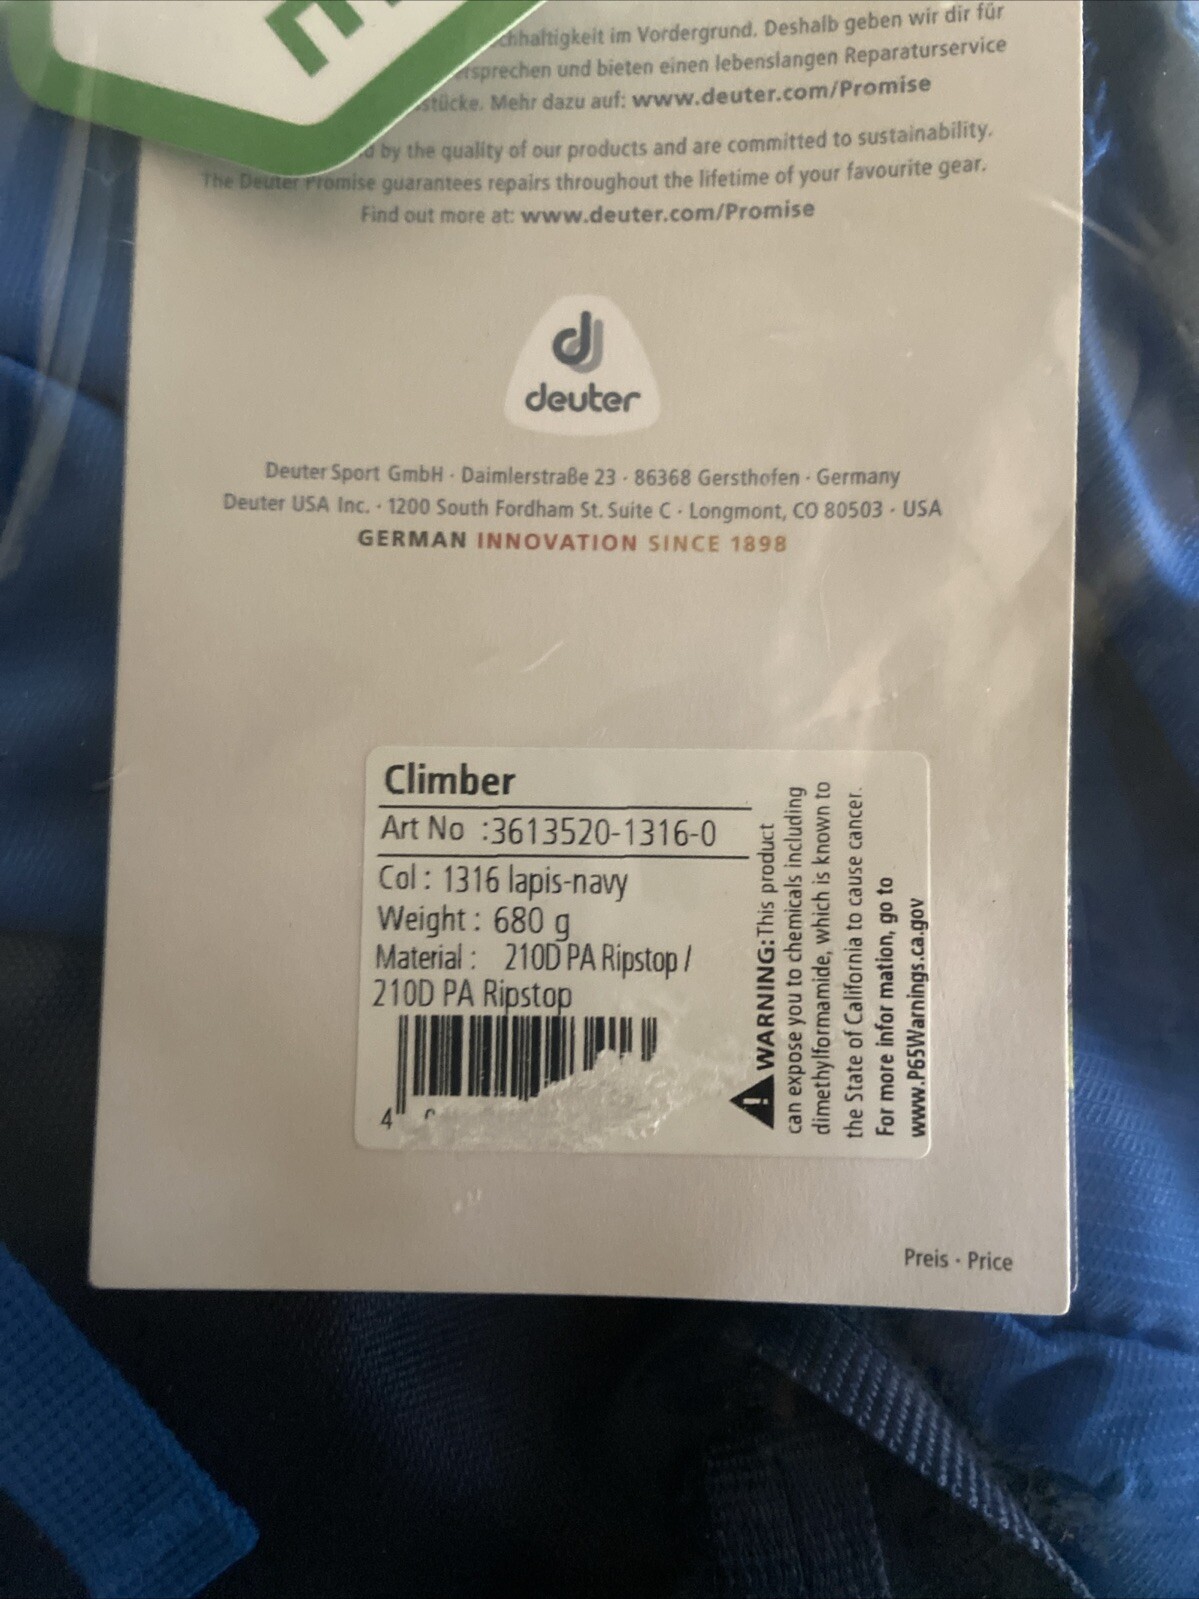 im Vordergrund. Deshalb geben wir dir für
und bieten einen lebenslangen Reparaturservice
Mehr dazu auf: www.deuter.com/Promise
by the quality of our products and are committed to sustainability.
The Deuter Promise guarantees repairs throughout the lifetime of your favourite gear.
Find out more at: www.deuter.com/Promise
deuter
Deuter Sport GmbH · Daimlerstraße 23 · 86368 Gersthofen · Germany
Deuter USA Inc. · 1200 South Fordham St. Suite C · Longmont, CO 80503 · USA
GERMAN INNOVATION SINCE 1898
Climber
Art No :3613520-1316-0
Col : 1316 lapis-navy
Weight : 680 g
Material : 210D PA Ripstop /
210D PA Ripstop
4
WARNING:This product
can expose you to chemicals including
dimethylformamide, which is known to
the State of California to cause cancer.
For more infor mation, go to
www.P65Warnings.ca.gov
Preis · Price